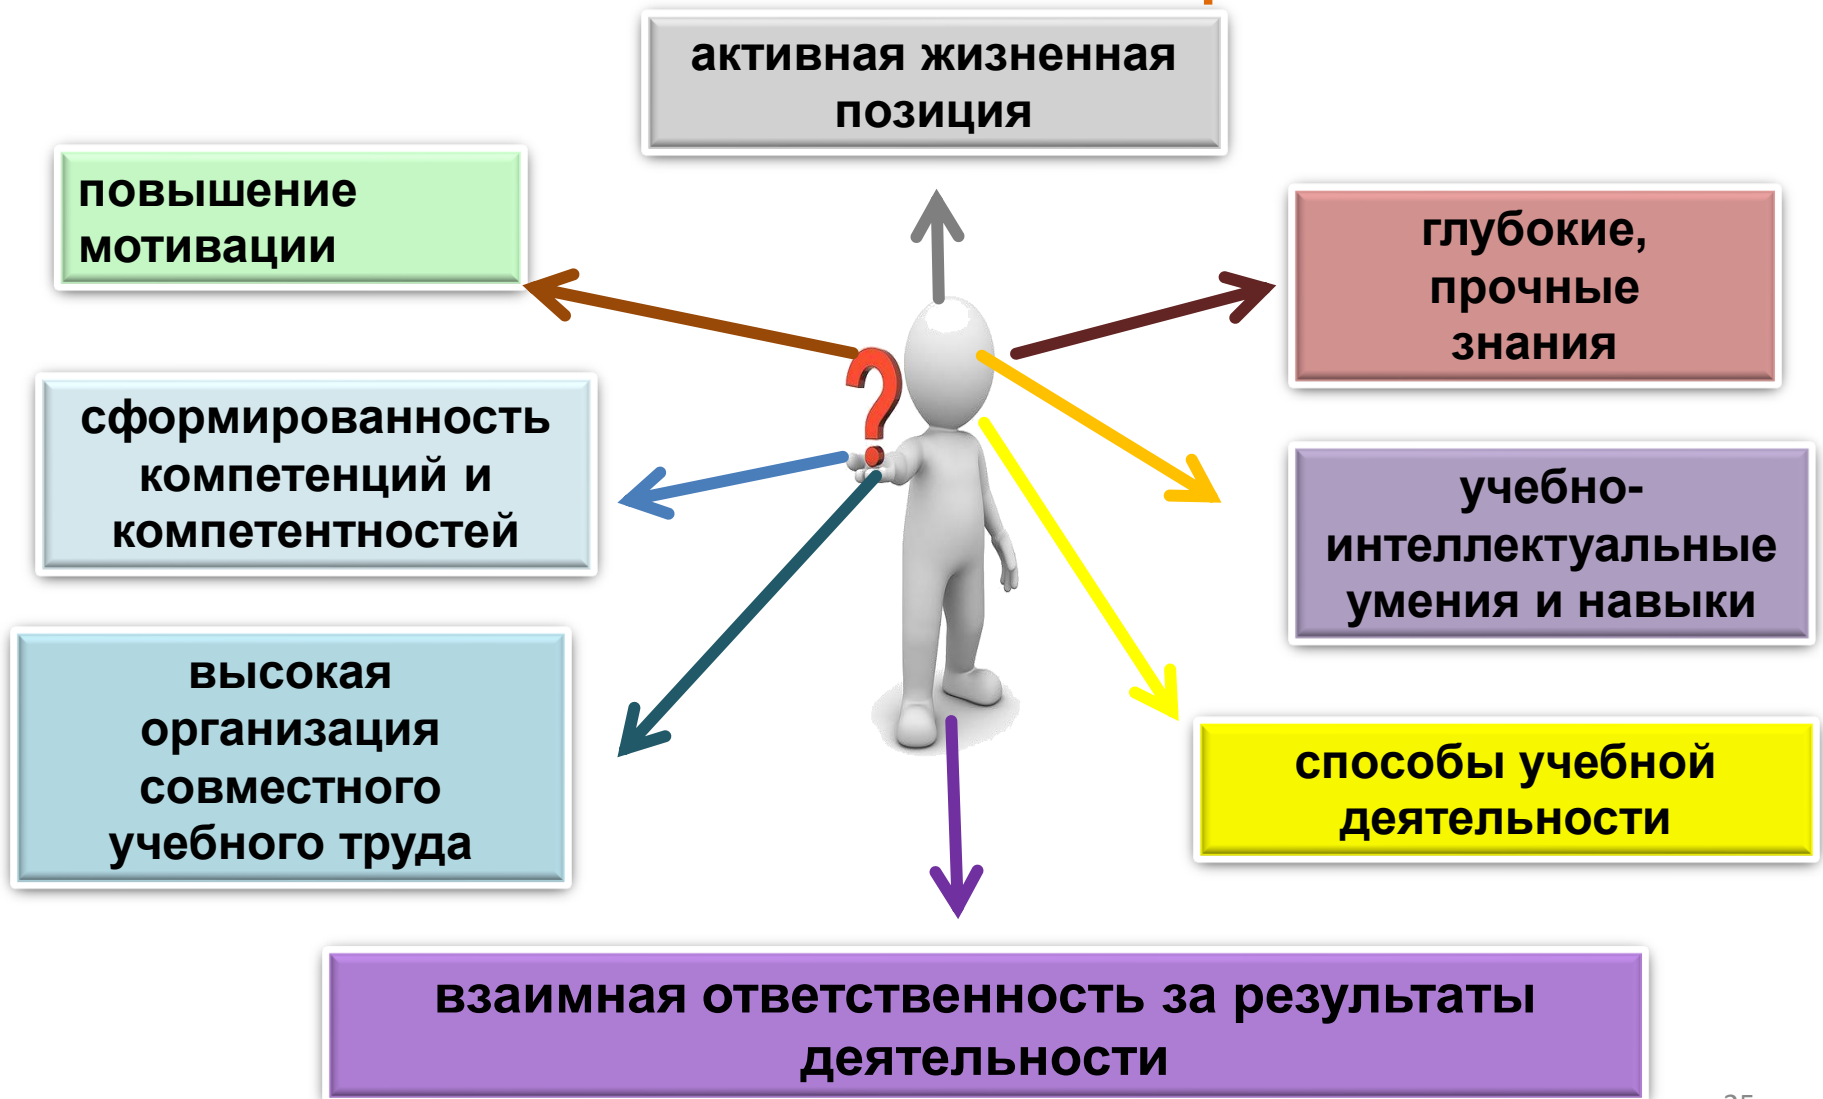 активная жизненная
позиция
повышение
мотивации
глубокие,
прочные
знания
сформированность
компетенций и
компетентностей
учебно-
интеллектуальные
умения и навыки
высокая
организация
совместного
учебного труда
способы учебной
деятельности
взаимная ответственность за результаты
деятельности
?